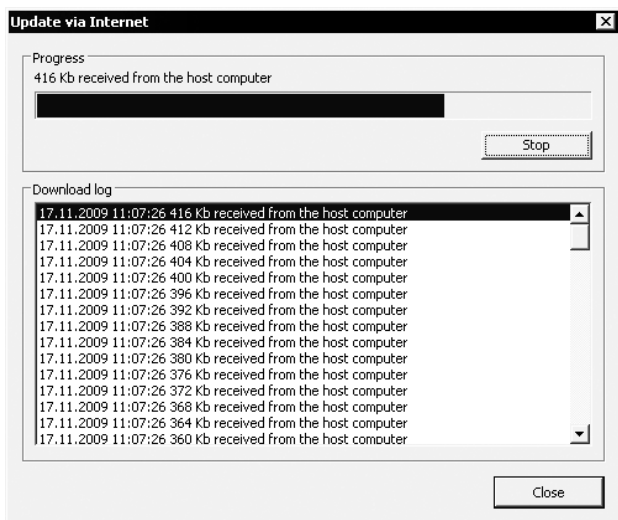 Update via Internet
Progress
416 Kb received from the host computer
Stop
Download log
17.11.2009 11:07:26 416 Kb received from the host computer
17.11.2009 11:07:26 412 Kb received from the host computer
17.11.2009 11:07:26 408 Kb received from the host computer
17.11.2009 11:07:26 404 Kb received from the host computer
17.11.2009 11:07:26 400 Kb received from the host computer
17.11.2009 11:07:26 396 Kb received from the host computer
17.11.2009 11:07:26 392 Kb received from the host computer
17.11.2009 11:07:26 388 Kb received from the host computer
17.11.2009 11:07:26 384 Kb received from the host computer
17.11.2009 11:07:26 380 Kb received from the host computer
17.11.2009 11:07:26 376 Kb received from the host computer
17.11.2009 11:07:26 372 Kb received from the host computer
17.11.2009 11:07:26 368 Kb received from the host computer
17.11.2009 11:07:26 364 Kb received from the host computer
17.11.2009 11:07:26 360 Kb received from the host computer
Close